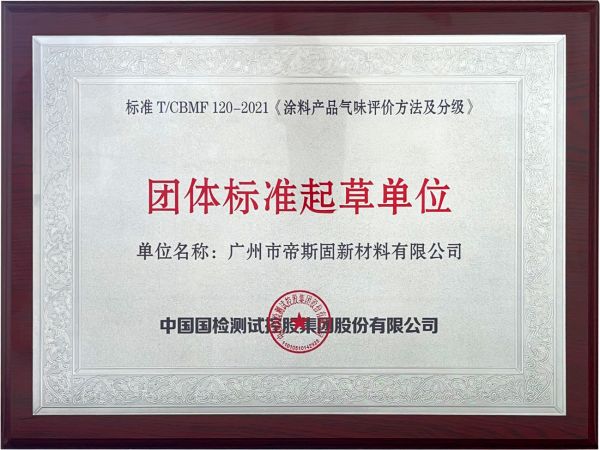 标准 T/CBMF 120-2021《涂料产品气味评价方法及分级》
团体标准起草单位
单位名称：广州市帝斯固新材料有限公司
中国国检测试控股集团股份有限公司